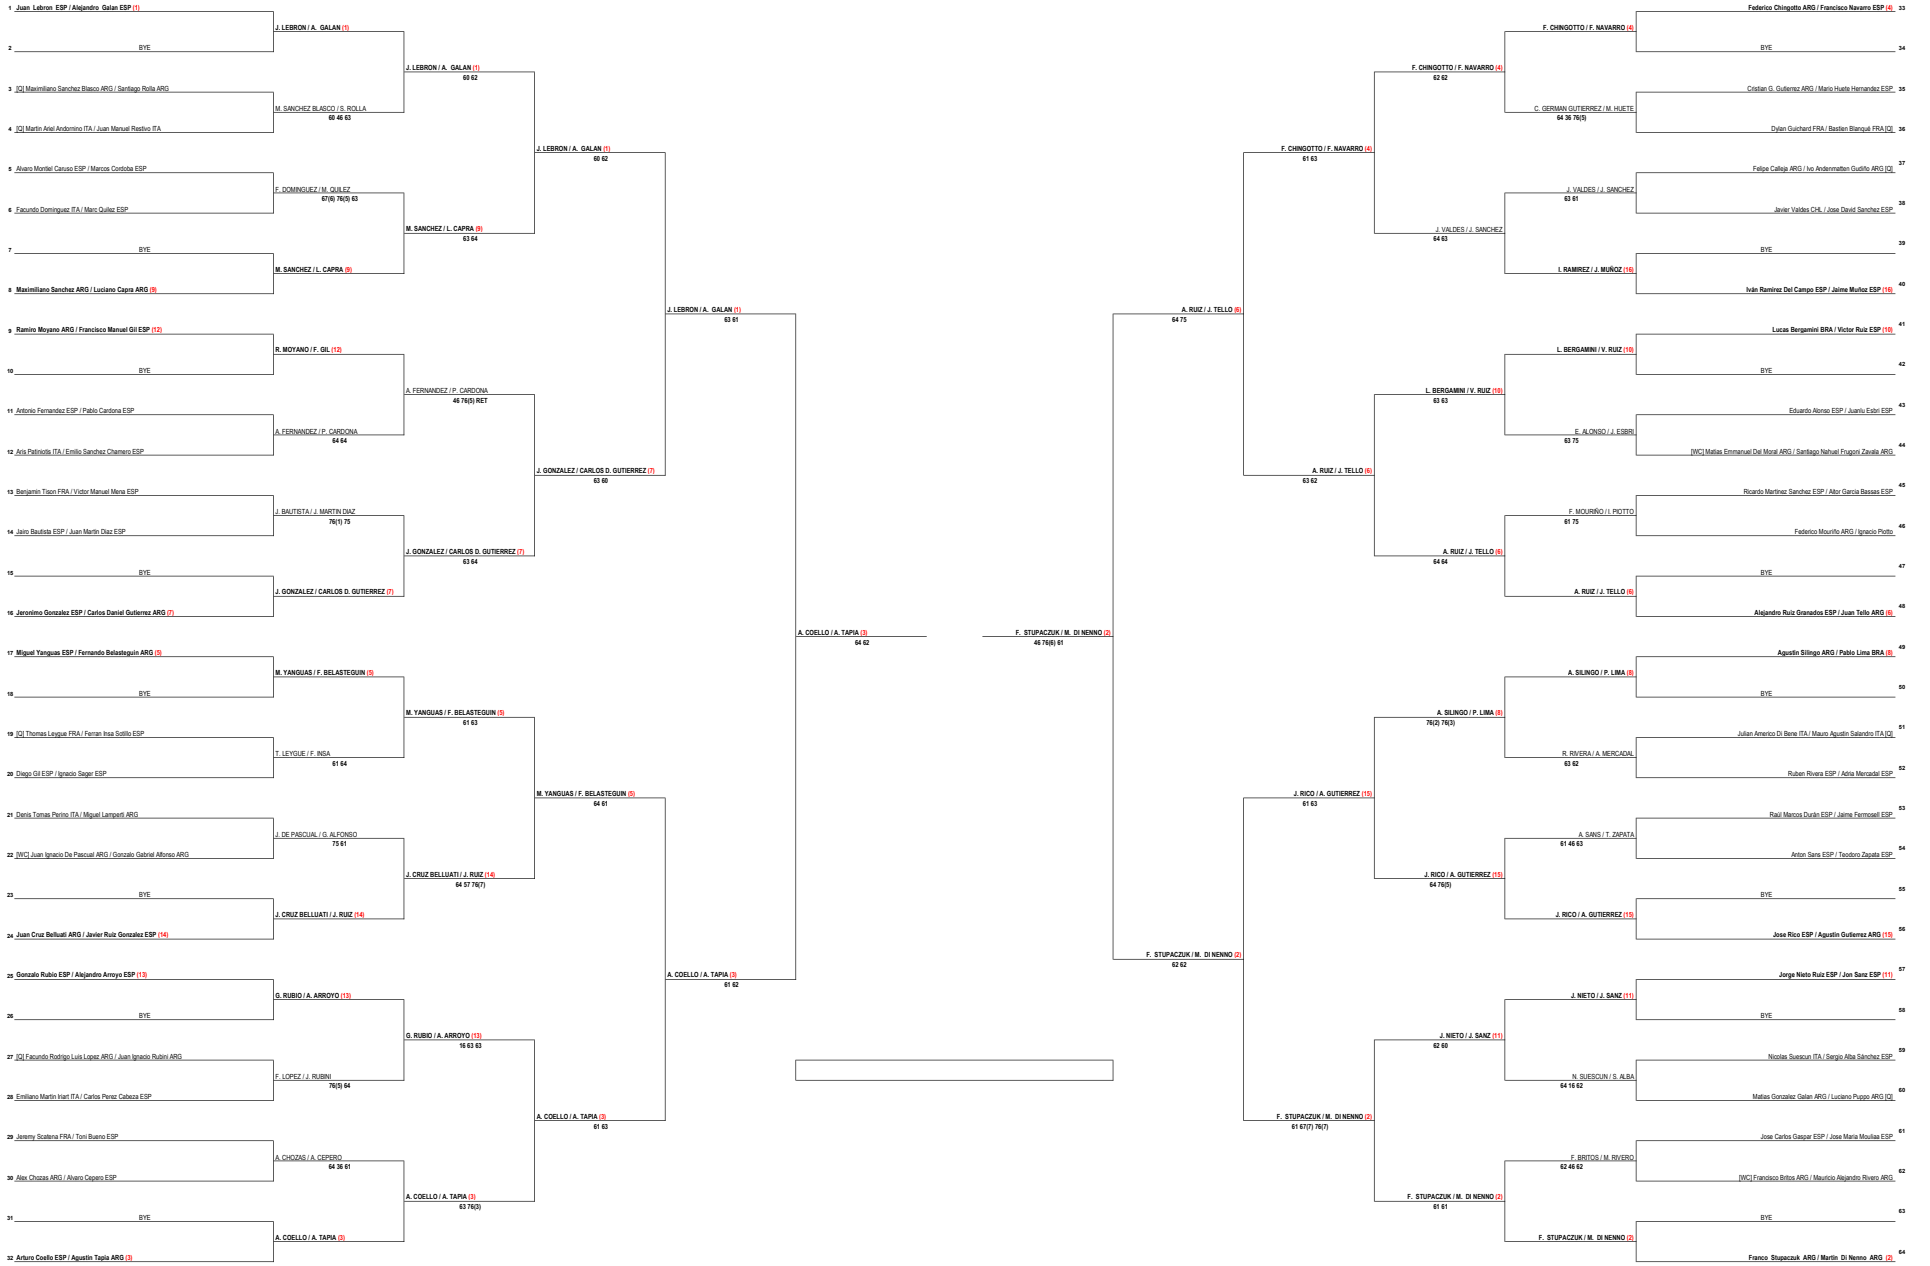 1 Juan Lebron ESP / Alejandro Galan ESP (1)
J. LEBRON / A. GALAN (1)
2 BYE
J. LEBRON / A. GALAN (1)
60 62
3 [Q] Maximiliano Sanchez Blasco ARG / Santiago Rolla ARG
M. SANCHEZ BLASCO / S. ROLLA
60 46 63
4 [Q] Martin Ariel Andornino ITA / Juan Manuel Restivo ITA
J. LEBRON / A. GALAN (1)
60 62
5 Alvaro Montiel Caruso ESP / Marcos Cordoba ESP
F. DOMINGUEZ / M. QUILEZ
67(6) 76(5) 63
6 Facundo Dominguez ITA / Marc Quilez ESP
M. SANCHEZ / L. CAPRA (9)
63 64
7 BYE
M. SANCHEZ / L. CAPRA (9)
8 Maximiliano Sanchez ARG / Luciano Capra ARG (9)
J. LEBRON / A. GALAN (1)
63 61
9 Ramiro Moyano ARG / Francisco Manuel Gil ESP (12)
R. MOYANO / F. GIL (12)
10 BYE
A. FERNANDEZ / P. CARDONA
46 76(5) RET
11 Antonio Fernandez ESP / Pablo Cardona ESP
A. FERNANDEZ / P. CARDONA
64 64
12 Aris Patiniotis ITA / Emilio Sanchez Chamero ESP
J. GONZALEZ / CARLOS D. GUTIERREZ (7)
63 60
13 Benjamin Tison FRA / Victor Manuel Mena ESP
J. BAUTISTA / J. MARTIN DIAZ
76(1) 75
14 Jairo Bautista ESP / Juan Martin Diaz ESP
J. GONZALEZ / CARLOS D. GUTIERREZ (7)
63 64
15 BYE
J. GONZALEZ / CARLOS D. GUTIERREZ (7)
16 Jeronimo Gonzalez ESP / Carlos Daniel Gutierrez ARG (7)
A. COELLO / A. TAPIA (3)
64 62
17 Miguel Yanguas ESP / Fernando Belasteguin ARG (5)
M. YANGUAS / F. BELASTEGUIN (5)
18 BYE
M. YANGUAS / F. BELASTEGUIN (5)
61 63
19 [Q] Thomas Leygue FRA / Ferran Insa Sotillo ESP
T. LEYGUE / F. INSA
61 64
20 Diego Gil ESP / Ignacio Sager ESP
M. YANGUAS / F. BELASTEGUIN (5)
64 61
21 Denis Tomas Perino ITA / Miguel Lamperti ARG
J. DE PASCUAL / G. ALFONSO
75 61
22 [WC] Juan Ignacio De Pascual ARG / Gonzalo Gabriel Alfonso ARG
J. CRUZ BELLUATI / J. RUIZ (14)
64 57 76(7)
23 BYE
J. CRUZ BELLUATI / J. RUIZ (14)
24 Juan Cruz Belluati ARG / Javier Ruiz Gonzalez ESP (14)
A. COELLO / A. TAPIA (3)
61 62
25 Gonzalo Rubio ESP / Alejandro Arroyo ESP (13)
G. RUBIO / A. ARROYO (13)
26 BYE
G. RUBIO / A. ARROYO (13)
16 63 63
27 [Q] Facundo Rodrigo Luis Lopez ARG / Juan Ignacio Rubini ARG
F. LOPEZ / J. RUBINI
76(5) 64
28 Emiliano Martin Iriart ITA / Carlos Perez Cabeza ESP
A. COELLO / A. TAPIA (3)
61 63
29 Jeremy Scatena FRA / Toni Bueno ESP
A. CHOZAS / A. CEPERO
64 36 61
30 Alex Chozas ARG / Alvaro Cepero ESP
A. COELLO / A. TAPIA (3)
63 76(3)
31 BYE
A. COELLO / A. TAPIA (3)
32 Arturo Coello ESP / Agustin Tapia ARG (3)
Federico Chingotto ARG / Francisco Navarro ESP (4) 33
F. CHINGOTTO / F. NAVARRO (4)
BYE 34
F. CHINGOTTO / F. NAVARRO (4)
62 62
Cristian G. Gutierrez ARG / Mario Huete Hernandez ESP 35
C. GERMAN GUTIERREZ / M. HUETE
64 36 76(5)
Dylan Guichard FRA / Bastien Blanqué FRA [Q] 36
F. CHINGOTTO / F. NAVARRO (4)
61 63
Felipe Calleja ARG / Ivo Andenmatten Gudiño ARG [Q] 37
J. VALDES / J. SANCHEZ
63 61
Javier Valdes CHL / Jose David Sanchez ESP 38
J. VALDES / J. SANCHEZ
64 63
BYE 39
I. RAMIREZ / J. MUÑOZ (16)
Iván Ramírez Del Campo ESP / Jaime Muñoz ESP (16) 40
A. RUIZ / J. TELLO (6)
64 75
Lucas Bergamini BRA / Victor Ruiz ESP (10) 41
L. BERGAMINI / V. RUIZ (10)
BYE 42
L. BERGAMINI / V. RUIZ (10)
63 63
Eduardo Alonso ESP / Juanlu Esbri ESP 43
E. ALONSO / J. ESBRI
63 75
[WC] Matias Emmanuel Del Moral ARG / Santiago Nahuel Frugoni Zavala ARG 44
A. RUIZ / J. TELLO (6)
63 62
Ricardo Martinez Sanchez ESP / Aitor Garcia Bassas ESP 45
F. MOURIÑO / I. PIOTTO
61 75
Federico Mouriño ARG / Ignacio Piotto 46
A. RUIZ / J. TELLO (6)
64 64
BYE 47
A. RUIZ / J. TELLO (6)
Alejandro Ruiz Granados ESP / Juan Tello ARG (6) 48
F. STUPACZUK / M. DI NENNO (2)
46 76(6) 61
Agustin Silingo ARG / Pablo Lima BRA (8) 49
A. SILINGO / P. LIMA (8)
BYE 50
A. SILINGO / P. LIMA (8)
76(2) 76(3)
Julian Americo Di Bene ITA / Mauro Agustin Salandro ITA [Q] 51
R. RIVERA / A. MERCADAL
63 62
Ruben Rivera ESP / Adria Mercadal ESP 52
J. RICO / A. GUTIERREZ (15)
61 63
Raúl Marcos Durán ESP / Jaime Fermosell ESP 53
A. SANS / T. ZAPATA
61 46 63
Anton Sans ESP / Teodoro Zapata ESP 54
J. RICO / A. GUTIERREZ (15)
64 76(5)
BYE 55
J. RICO / A. GUTIERREZ (15)
Jose Rico ESP / Agustin Gutierrez ARG (15) 56
F. STUPACZUK / M. DI NENNO (2)
62 62
Jorge Nieto Ruiz ESP / Jon Sanz ESP (11) 57
J. NIETO / J. SANZ (11)
BYE 58
J. NIETO / J. SANZ (11)
62 60
Nicolas Suescun ITA / Sergio Alba Sánchez ESP 59
N. SUESCUN / S. ALBA
64 16 62
Matias Gonzalez Galan ARG / Luciano Puppo ARG [Q] 60
F. STUPACZUK / M. DI NENNO (2)
61 67(7) 76(7)
Jose Carlos Gaspar ESP / Jose Maria Mouliaa ESP 61
F. BRITOS / M. RIVERO
62 46 62
[WC] Francisco Britos ARG / Mauricio Alejandro Rivero ARG 62
F. STUPACZUK / M. DI NENNO (2)
61 61
BYE 63
F. STUPACZUK / M. DI NENNO (2)
Franco Stupaczuk ARG / Martin Di Nenno ARG (2) 64